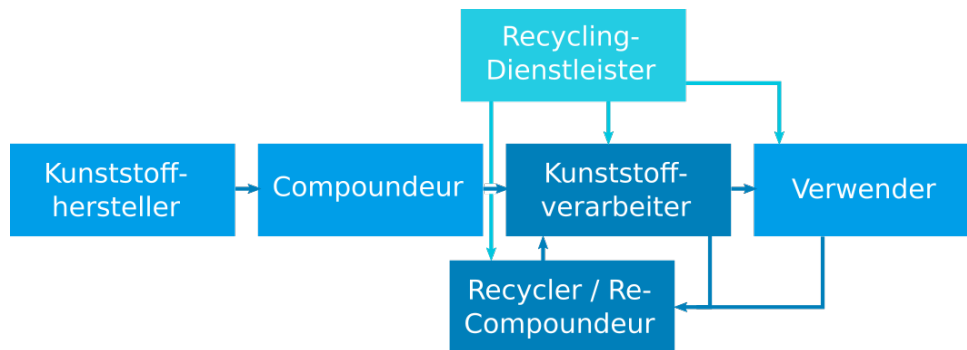 Recycling-
Dienstleister
Kunststoff-
hersteller
Compoundeur
Kunststoff-
verarbeiter
Verwender
Recycler / Re-
Compoundeur